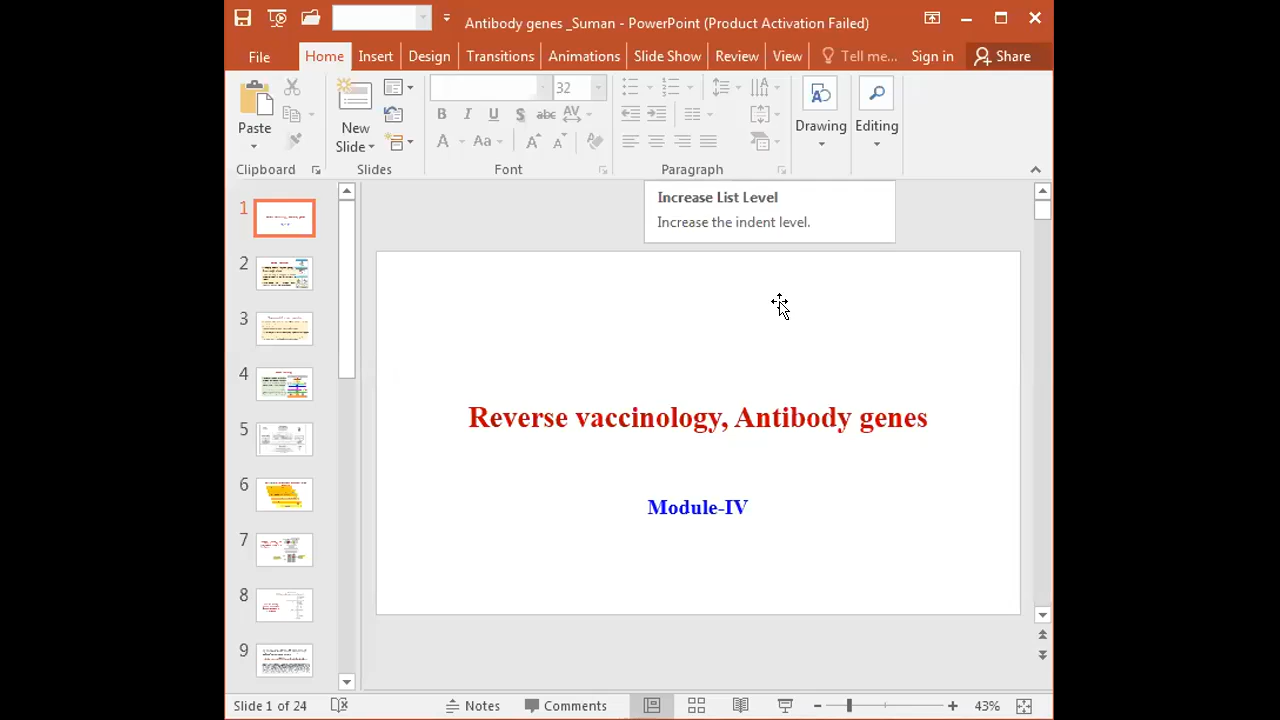 Antibody genes _Suman - PowerPoint (Product Activation Failed)
File Home Insert Design Transitions Animations Slide Show Review View Tell me... Sign in Share
32
B I U S abc AV
A Aa A A
Paste New Slide Drawing Editing
Clipboard Slides Font Paragraph
Increase List Level
Increase the indent level.
1
2
3
4
5
6
7
8
9
Reverse vaccinology, Antibody genes
Module-IV
Slide 1 of 24 Notes Comments 43%